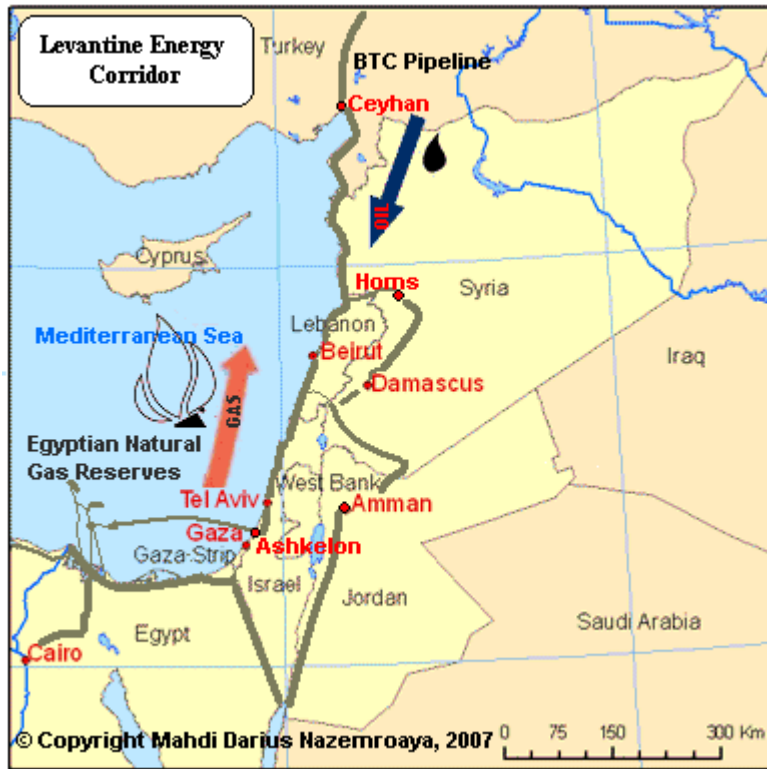 Levantine Energy
Corridor
Turkey
BTC Pipeline
Ceyhan
OIL
Cyprus
Homs
Syria
Mediterranean Sea
Lebanon
Beirut
Iraq
Damascus
GAS
Egyptian Natural
Gas Reserves
West Bank
Tel Aviv
Amman
Gaza
Ashkelon
Gaza-Strip
Israel
Jordan
Saudi Arabia
Egypt
Cairo
© Copyright Mahdi Darius Nazemroaya, 2007
0 75 150 300 Km